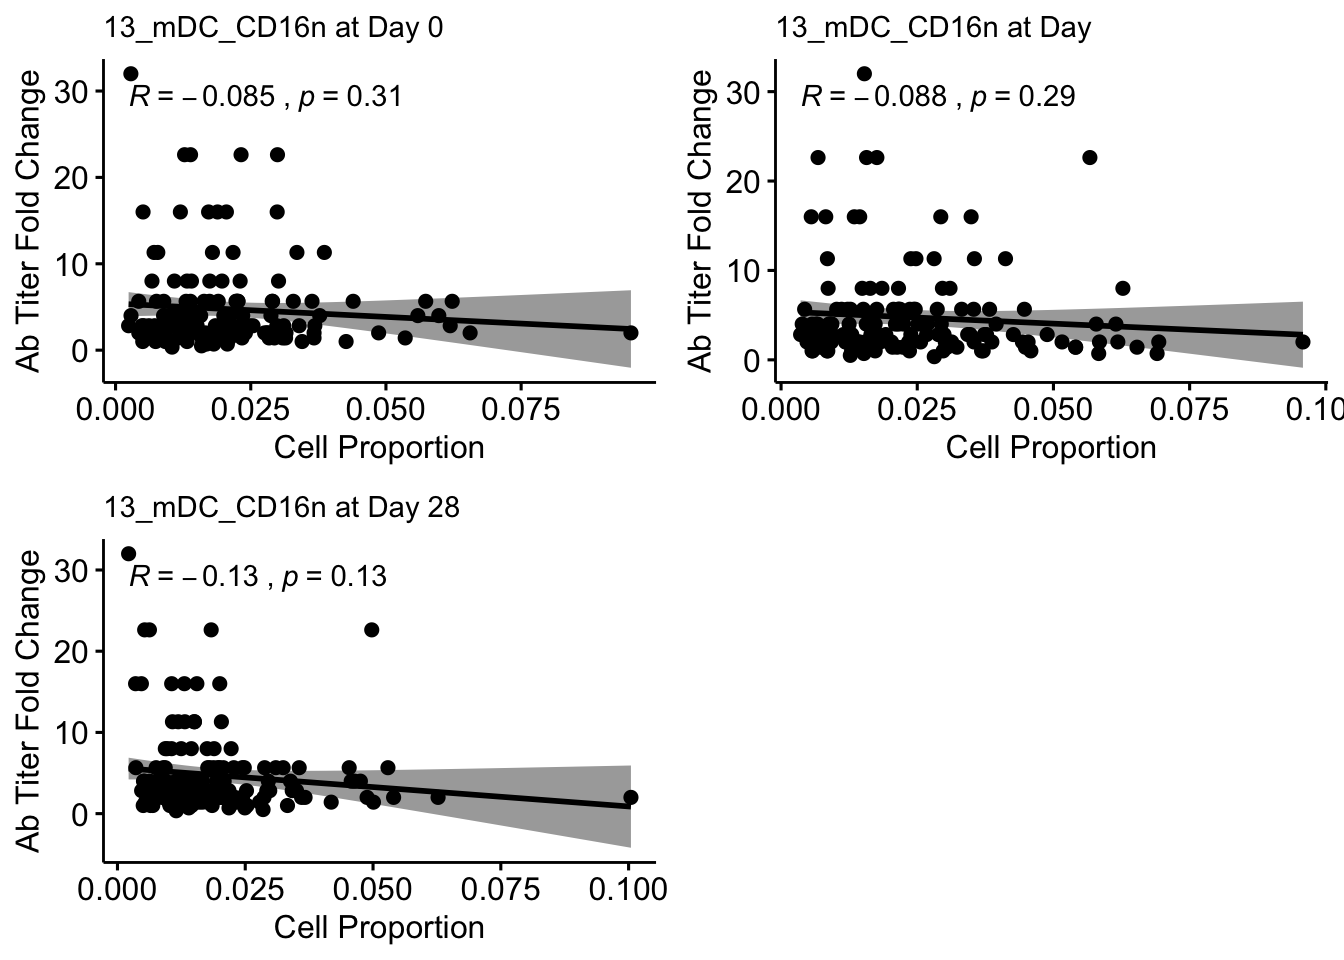 13_mDC_CD16n at Day 0
Ab Titer Fold Change
30
20
10
0
R = −0.085 , p = 0.31
0.000 0.025 0.050 0.075
Cell Proportion
13_mDC_CD16n at Day
Ab Titer Fold Change
30
20
10
0
R = −0.088 , p = 0.29
0.000 0.025 0.050 0.075 0.10
Cell Proportion
13_mDC_CD16n at Day 28
Ab Titer Fold Change
30
20
10
0
R = −0.13 , p = 0.13
0.000 0.025 0.050 0.075 0.100
Cell Proportion